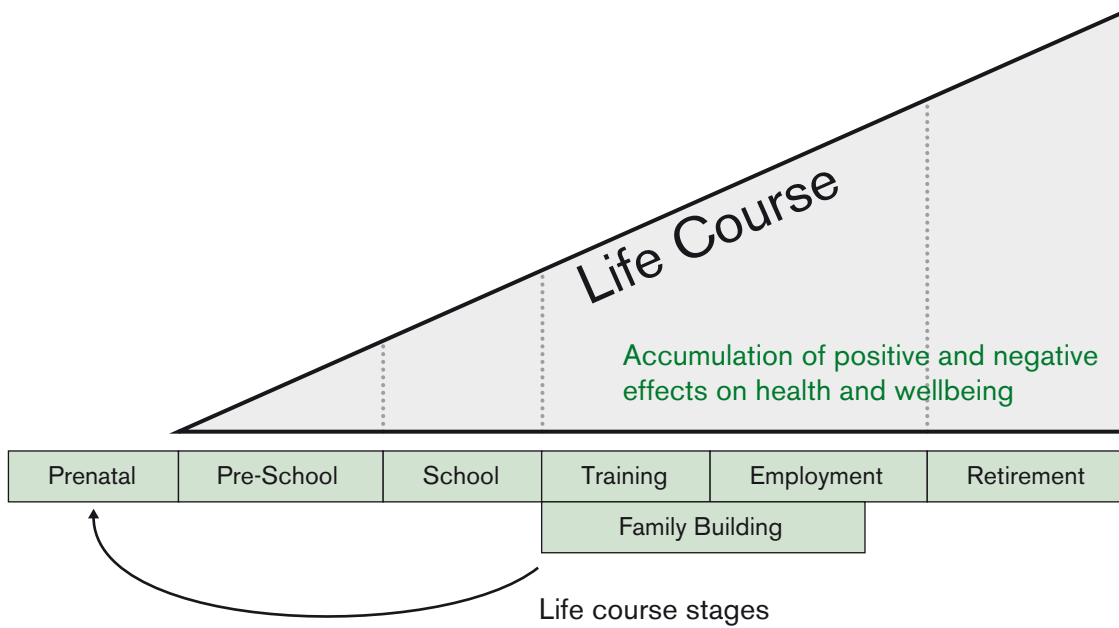 Life Course
Accumulation of positive and negative
effects on health and wellbeing
Prenatal
Pre-School
School
Training
Employment
Retirement
Family Building
Life course stages